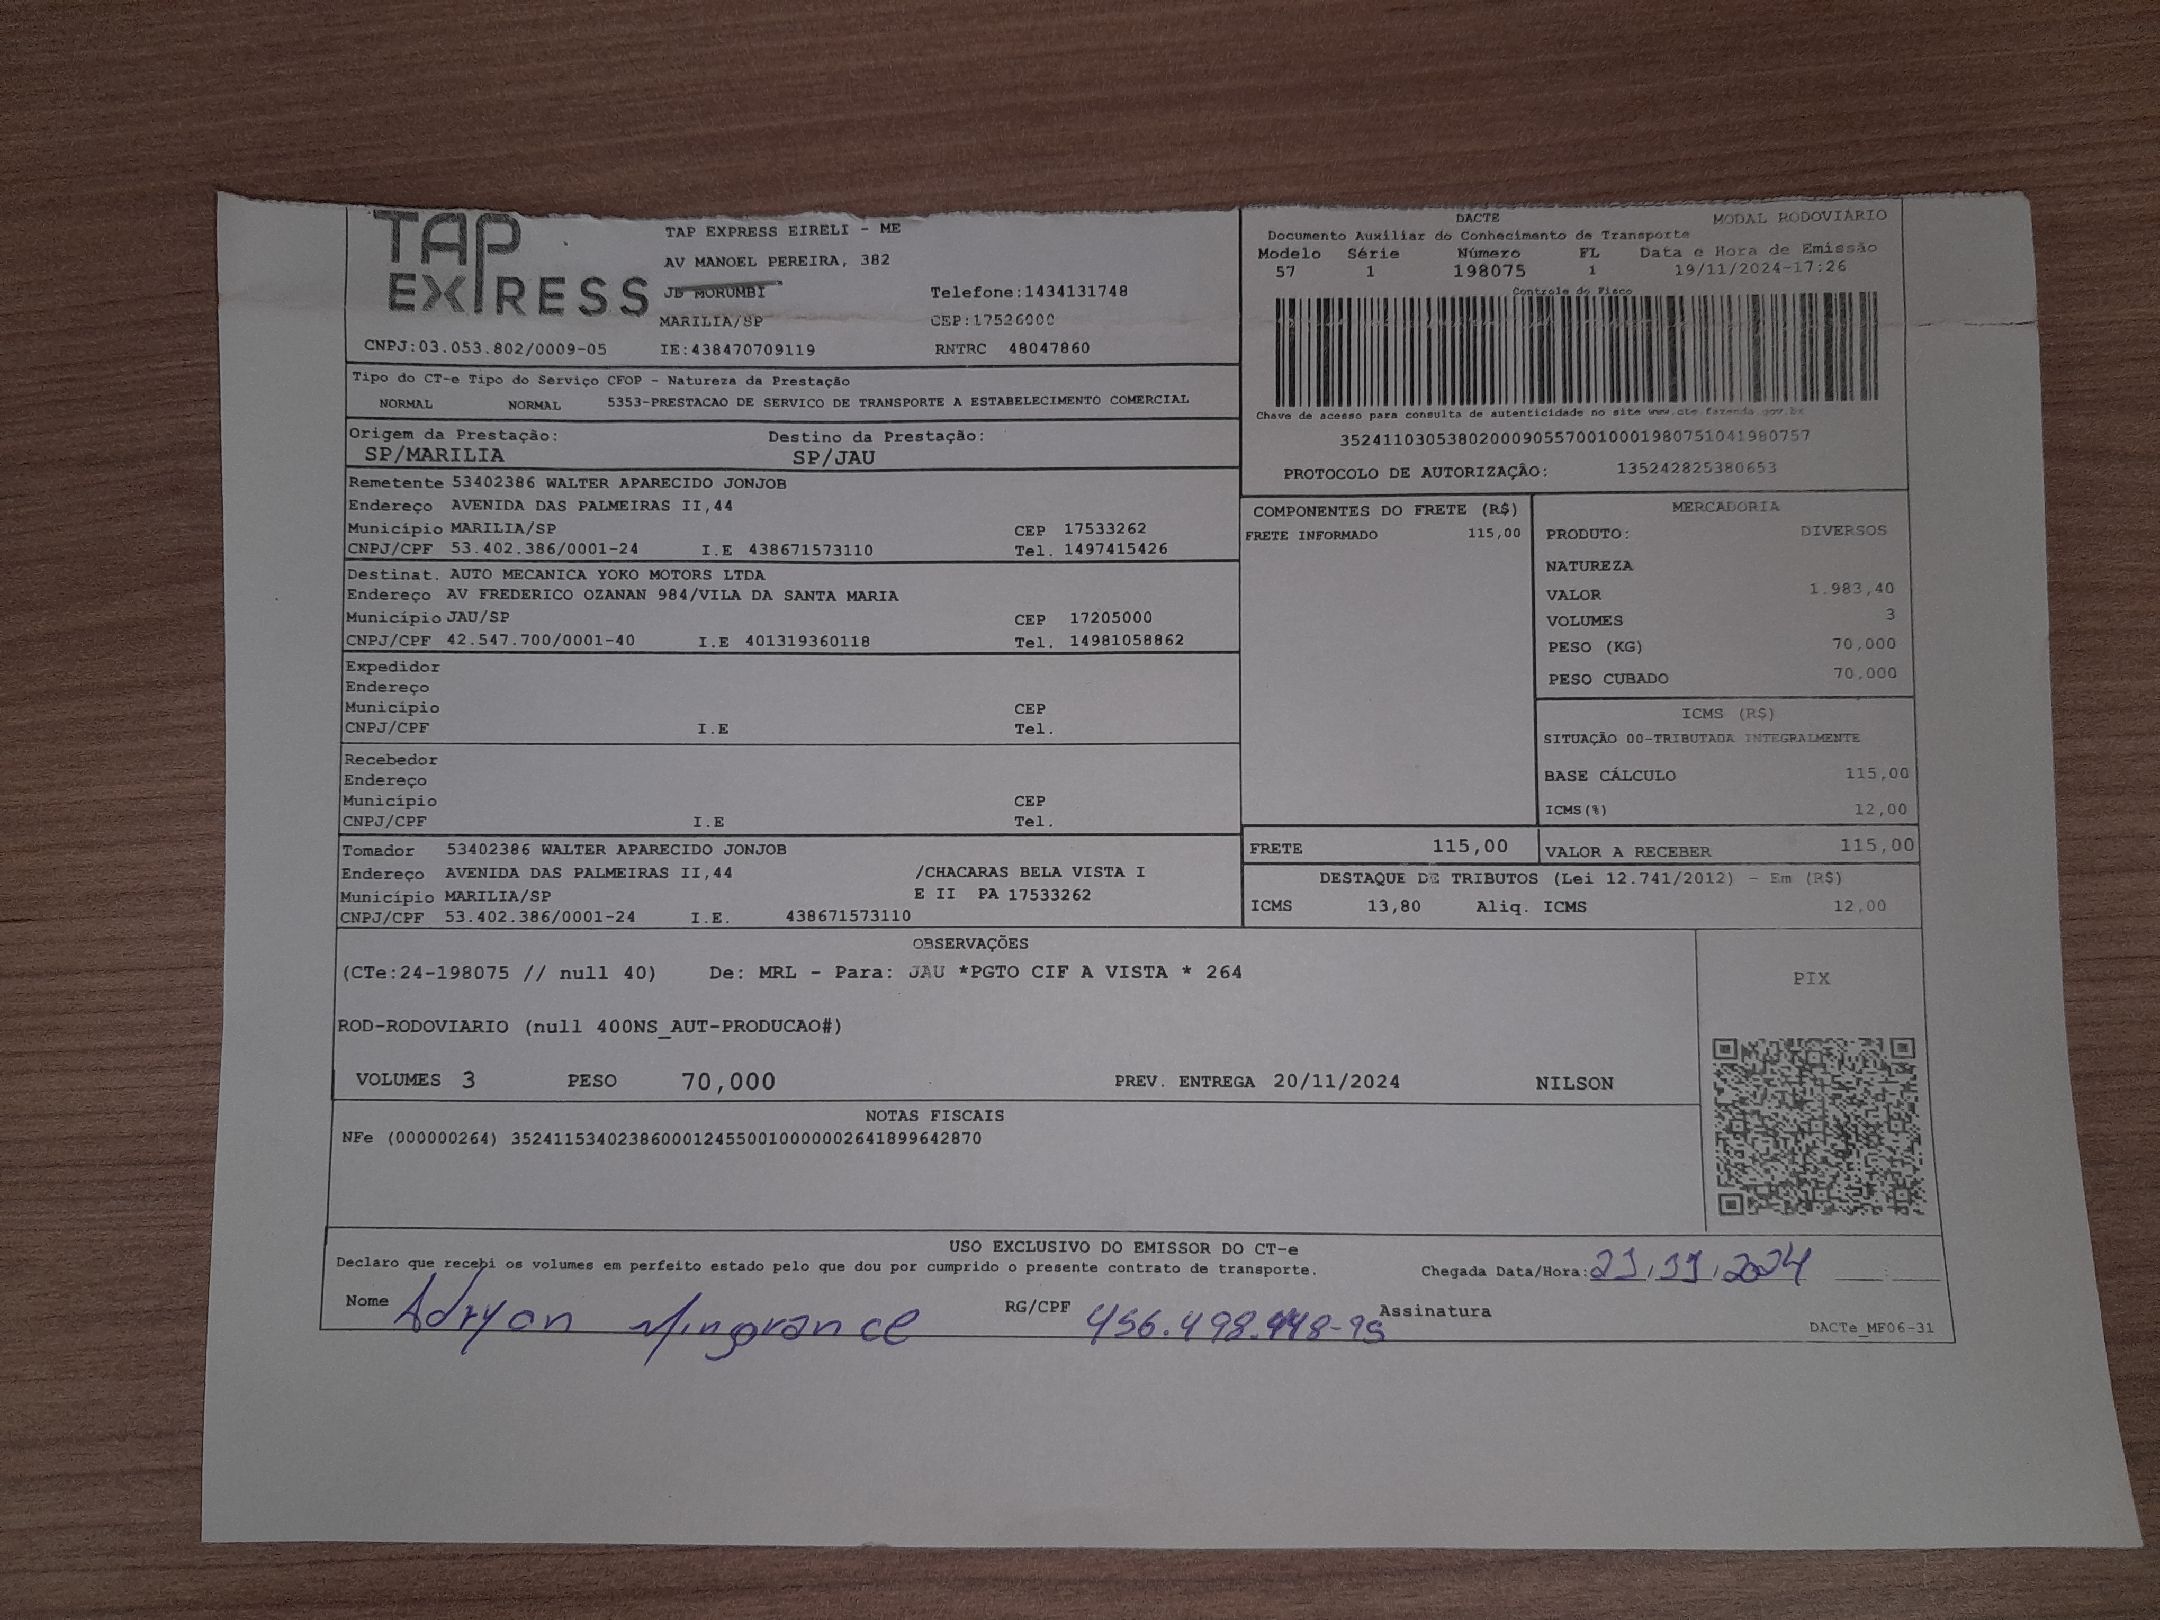 TAP
EXPRESS
TAP EXPRESS EIRELI - ME
AV MANOEL PEREIRA, 382
JD MORUMBI Telefone:1434131748
MARILIA/SP CEP:17526000
CNPJ:03.053.802/0009-05 IE:438470709119 RNTRC 48047860
DACTE MODAL RODOVIÁRIO
Documento Auxiliar do Conhecimento de Transporte
Modelo Série Número FL Data e Hora de Emissão
57 1 198075 1 19/11/2024-17:26
Controle do Fisco
Chave de acesso para consulta de autenticidade no site www.cte.fazenda.gov.br
35241103053802000905570010001980751041980757
PROTOCOLO DE AUTORIZAÇÃO: 135242825380653
Tipo do CT-e Tipo do Serviço CFOP - Natureza da Prestação
NORMAL NORMAL 5353-PRESTACAO DE SERVICO DE TRANSPORTE A ESTABELECIMENTO COMERCIAL
Origem da Prestação: Destino da Prestação:
SP/MARILIA SP/JAU
Remetente 53402386 WALTER APARECIDO JONJOB
Endereço AVENIDA DAS PALMEIRAS II,44
Município MARILIA/SP CEP 17533262
CNPJ/CPF 53.402.386/0001-24 I.E 438671573110 Tel. 1497415426
Destinat. AUTO MECANICA YOKO MOTORS LTDA
Endereço AV FREDERICO OZANAN 984/VILA DA SANTA MARIA
Município JAU/SP CEP 17205000
CNPJ/CPF 42.547.700/0001-40 I.E 401319360118 Tel. 14981058862
Expedidor
Endereço
Município CEP
CNPJ/CPF I.E Tel.
Recebedor
Endereço
Município CEP
CNPJ/CPF I.E Tel.
Tomador 53402386 WALTER APARECIDO JONJOB
Endereço AVENIDA DAS PALMEIRAS II,44 /CHACARAS BELA VISTA I
Município MARILIA/SP E II PA 17533262
CNPJ/CPF 53.402.386/0001-24 I.E. 438671573110
COMPONENTES DO FRETE (R$)
FRETE INFORMADO 115,00
MERCADORIA
PRODUTO: DIVERSOS
NATUREZA
VALOR 1.983,40
VOLUMES 3
PESO (KG) 70,000
PESO CUBADO 70,000
ICMS (R$)
SITUAÇÃO 00-TRIBUTADA INTEGRALMENTE
BASE CÁLCULO 115,00
ICMS(%) 12,00
FRETE 115,00 VALOR A RECEBER 115,00
DESTAQUE DE TRIBUTOS (Lei 12.741/2012) - Em (R$)
ICMS 13,80 Aliq. ICMS 12,00
OBSERVAÇÕES
(CTe:24-198075 // null 40) De: MRL - Para: JAU *PGTO CIF A VISTA * 264
ROD-RODOVIARIO (null 400NS_AUT-PRODUCAO#)
PIX
VOLUMES 3 PESO 70,000 PREV. ENTREGA 20/11/2024 NILSON
NOTAS FISCAIS
NFe (000000264) 35241153402386000124550010000002641899642870
USO EXCLUSIVO DO EMISSOR DO CT-e
Declaro que recebi os volumes em perfeito estado pelo que dou por cumprido o presente contrato de transporte. Chegada Data/Hora: 21,11,2024
Nome Adryan Mingrance RG/CPF 456.498.448-95 Assinatura
DACTe_MF06-31